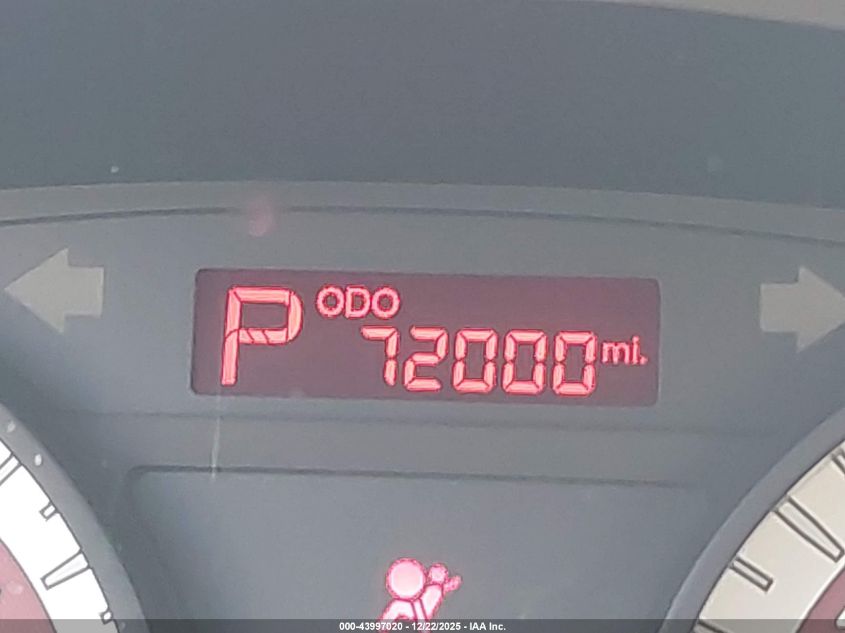 P ODO
72000 mi.
000-43997020 - 12/22/2025 - IAA Inc.